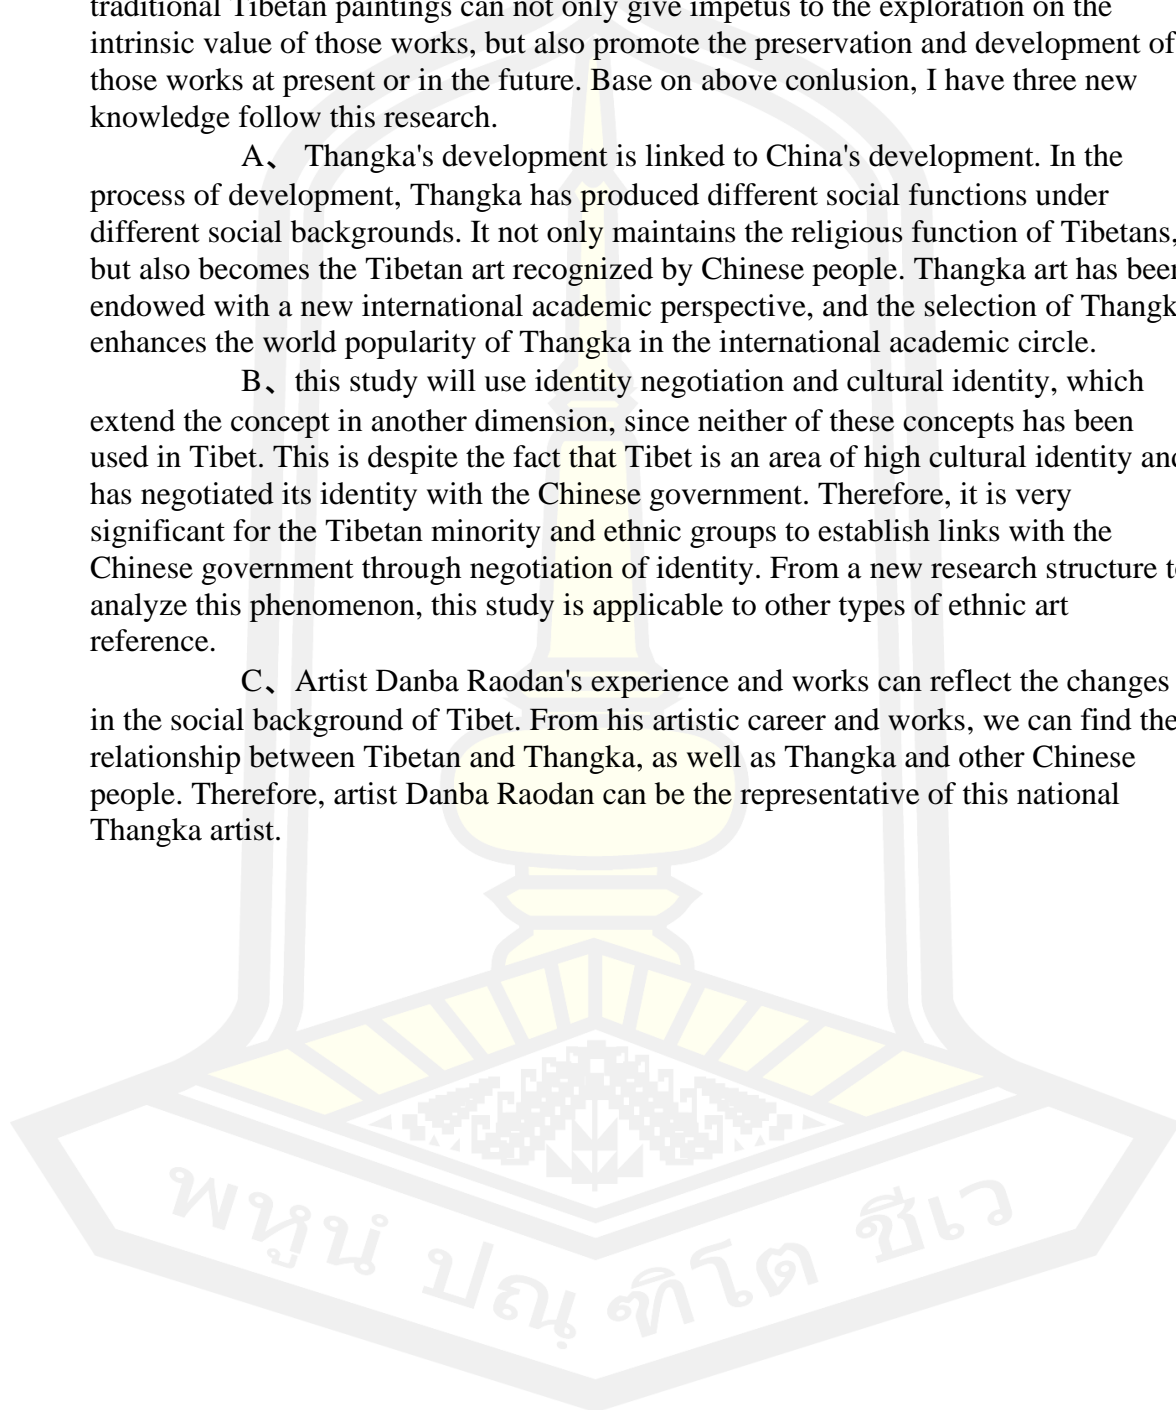 traditional Tibetan paintings can not only give impetus to the exploration on the
intrinsic value of those works, but also promote the preservation and development of
those works at present or in the future. Base on above conlusion, I have three new
knowledge follow this research.
A、 Thangka's development is linked to China's development. In the
process of development, Thangka has produced different social functions under
different social backgrounds. It not only maintains the religious function of Tibetans,
but also becomes the Tibetan art recognized by Chinese people. Thangka art has been
endowed with a new international academic perspective, and the selection of Thangk
enhances the world popularity of Thangka in the international academic circle.
B、this study will use identity negotiation and cultural identity, which
extend the concept in another dimension, since neither of these concepts has been
used in Tibet. This is despite the fact that Tibet is an area of high cultural identity and
has negotiated its identity with the Chinese government. Therefore, it is very
significant for the Tibetan minority and ethnic groups to establish links with the
Chinese government through negotiation of identity. From a new research structure to
analyze this phenomenon, this study is applicable to other types of ethnic art
reference.
C、Artist Danba Raodan's experience and works can reflect the changes
in the social background of Tibet. From his artistic career and works, we can find the
relationship between Tibetan and Thangka, as well as Thangka and other Chinese
people. Therefore, artist Danba Raodan can be the representative of this national
Thangka artist.
พหูนํ ปณฺฑิโต ชีเว